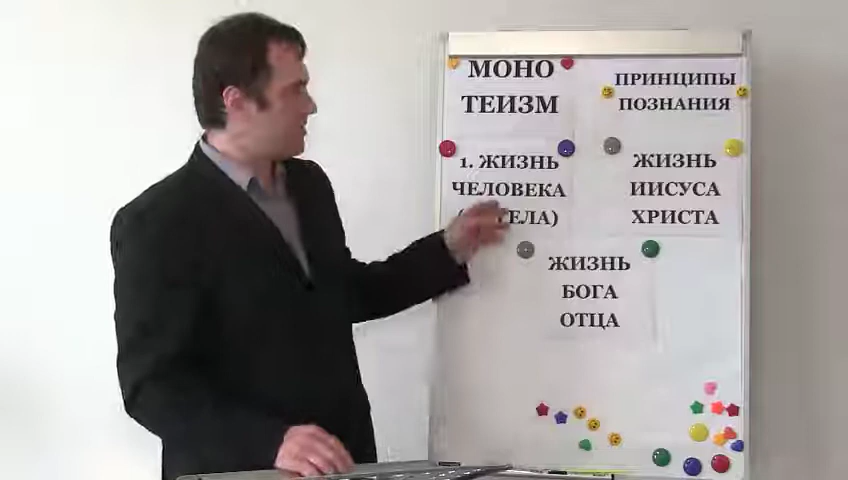 МОНО
ТЕИЗМ
ПРИНЦИПЫ
ПОЗНАНИЯ
1. ЖИЗНЬ
ЧЕЛОВЕКА
ЖИЗНЬ
ИИСУСА
ХРИСТА
ЖИЗНЬ
БОГА
ОТЦА